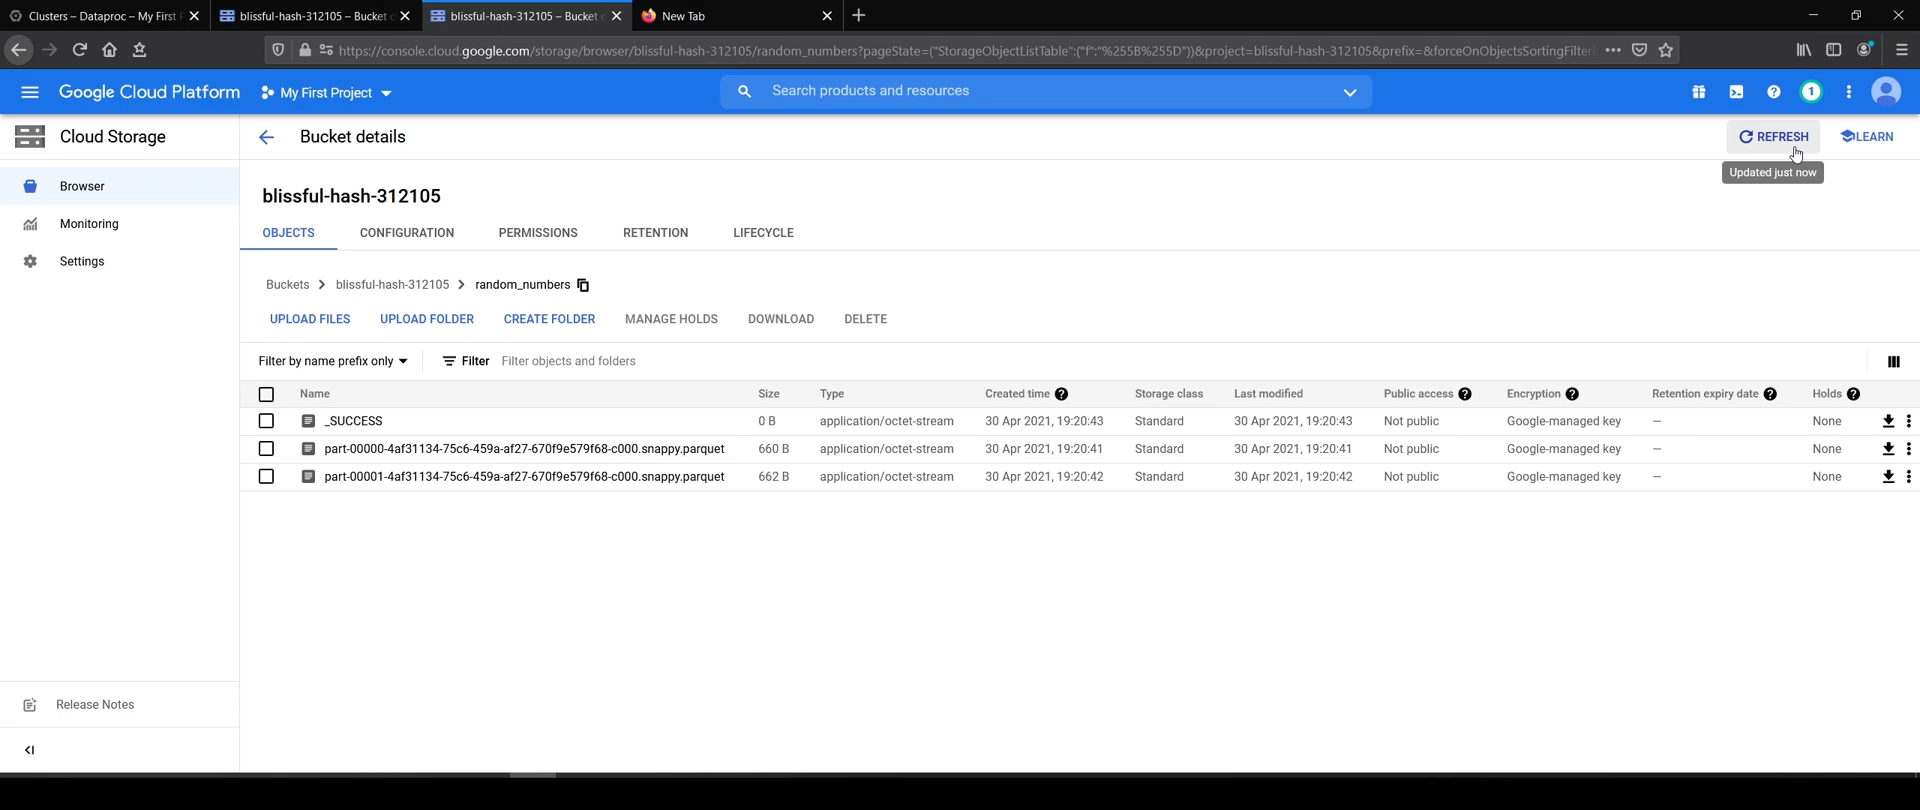 Clusters – Dataproc – My First
blissful-hash-312105 – Bucket
blissful-hash-312105 – Bucket
New Tab
https://console.cloud.google.com/storage/browser/blissful-hash-312105/random_numbers?pageState=("StorageObjectListTable":("f":"%255B%255D"))&project=blissful-hash-312105&prefix=&forceOnObjectsSortingFilteri
Google Cloud Platform
My First Project
Search products and resources
1
Cloud Storage
Bucket details
REFRESH
LEARN
Updated just now
Browser
Monitoring
Settings
blissful-hash-312105
OBJECTS CONFIGURATION PERMISSIONS RETENTION LIFECYCLE
Buckets > blissful-hash-312105 > random_numbers
UPLOAD FILES UPLOAD FOLDER CREATE FOLDER MANAGE HOLDS DOWNLOAD DELETE
Filter by name prefix only Filter Filter objects and folders
Name Size Type Created time Storage class Last modified Public access Encryption Retention expiry date Holds
_SUCCESS 0 B application/octet-stream 30 Apr 2021, 19:20:43 Standard 30 Apr 2021, 19:20:43 Not public Google-managed key – None
part-00000-4af31134-75c6-459a-af27-670f9e579f68-c000.snappy.parquet 660 B application/octet-stream 30 Apr 2021, 19:20:41 Standard 30 Apr 2021, 19:20:41 Not public Google-managed key – None
part-00001-4af31134-75c6-459a-af27-670f9e579f68-c000.snappy.parquet 662 B application/octet-stream 30 Apr 2021, 19:20:42 Standard 30 Apr 2021, 19:20:42 Not public Google-managed key – None
Release Notes